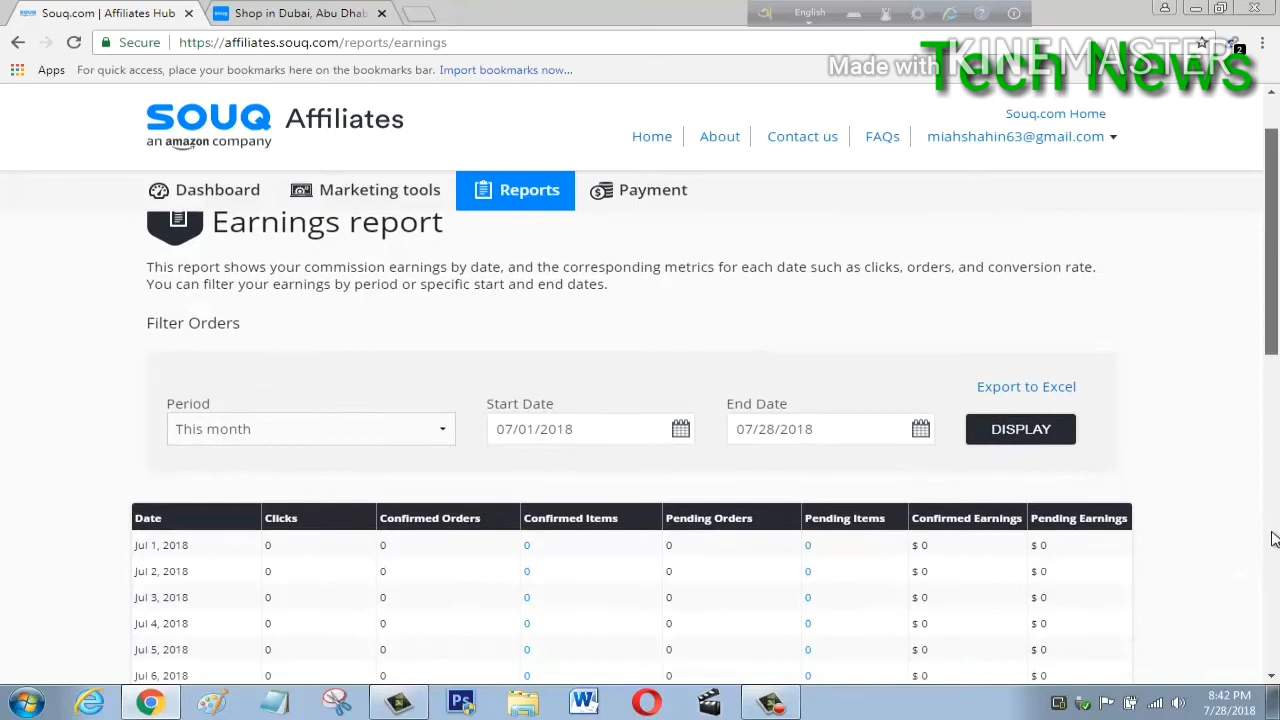 Souq.com | Affiliates Hub
Shop in Dubai, Abu Dhab
English
Secure
https://affiliates.souq.com/reports/earnings
2
Apps
For quick access, place your bookmarks here on the bookmarks bar. Import bookmarks now...
Made with KINEMASTER
Tech News
SOUQ Affiliates
an amazon company
Souq.com Home
Home
About
Contact us
FAQs
miahshahin63@gmail.com
Dashboard
Marketing tools
Reports
Payment
Earnings report
This report shows your commission earnings by date, and the corresponding metrics for each date such as clicks, orders, and conversion rate.
You can filter your earnings by period or specific start and end dates.
Filter Orders
Export to Excel
Period
Start Date
End Date
This month
07/01/2018
07/28/2018
DISPLAY
Date Clicks Confirmed Orders Confirmed Items Pending Orders Pending Items Confirmed Earnings Pending Earnings
Jul 1, 2018 0 0 0 0 0 $ 0 $ 0
Jul 2, 2018 0 0 0 0 0 $ 0 $ 0
Jul 3, 2018 0 0 0 0 0 $ 0 $ 0
Jul 4, 2018 0 0 0 0 0 $ 0 $ 0
Jul 5, 2018 0 0 0 0 0 $ 0 $ 0
Jul 6, 2018 0 0 0 0 0 $ 0 $ 0
8:42 PM
7/28/2018